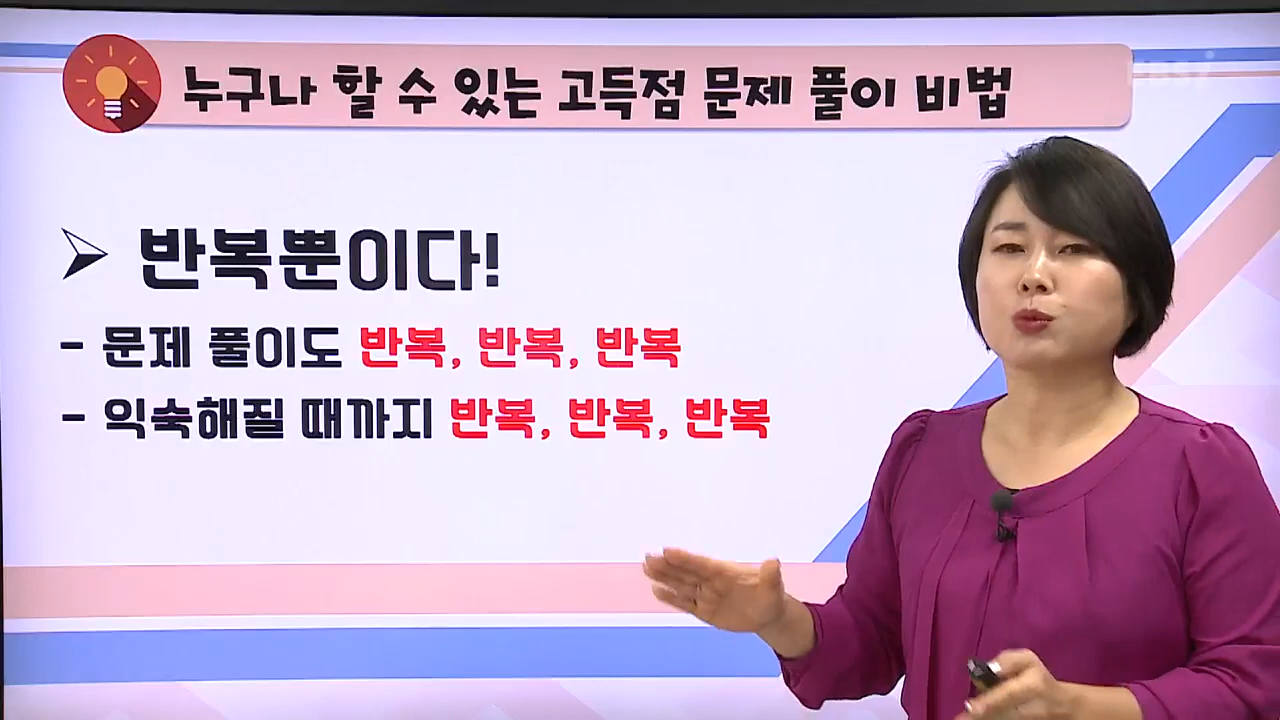 누구나 할 수 있는 고득점 문제 풀이 비법
➢ 반복뿐이다!
- 문제 풀이도 반복, 반복, 반복
- 익숙해질 때까지 반복, 반복, 반복